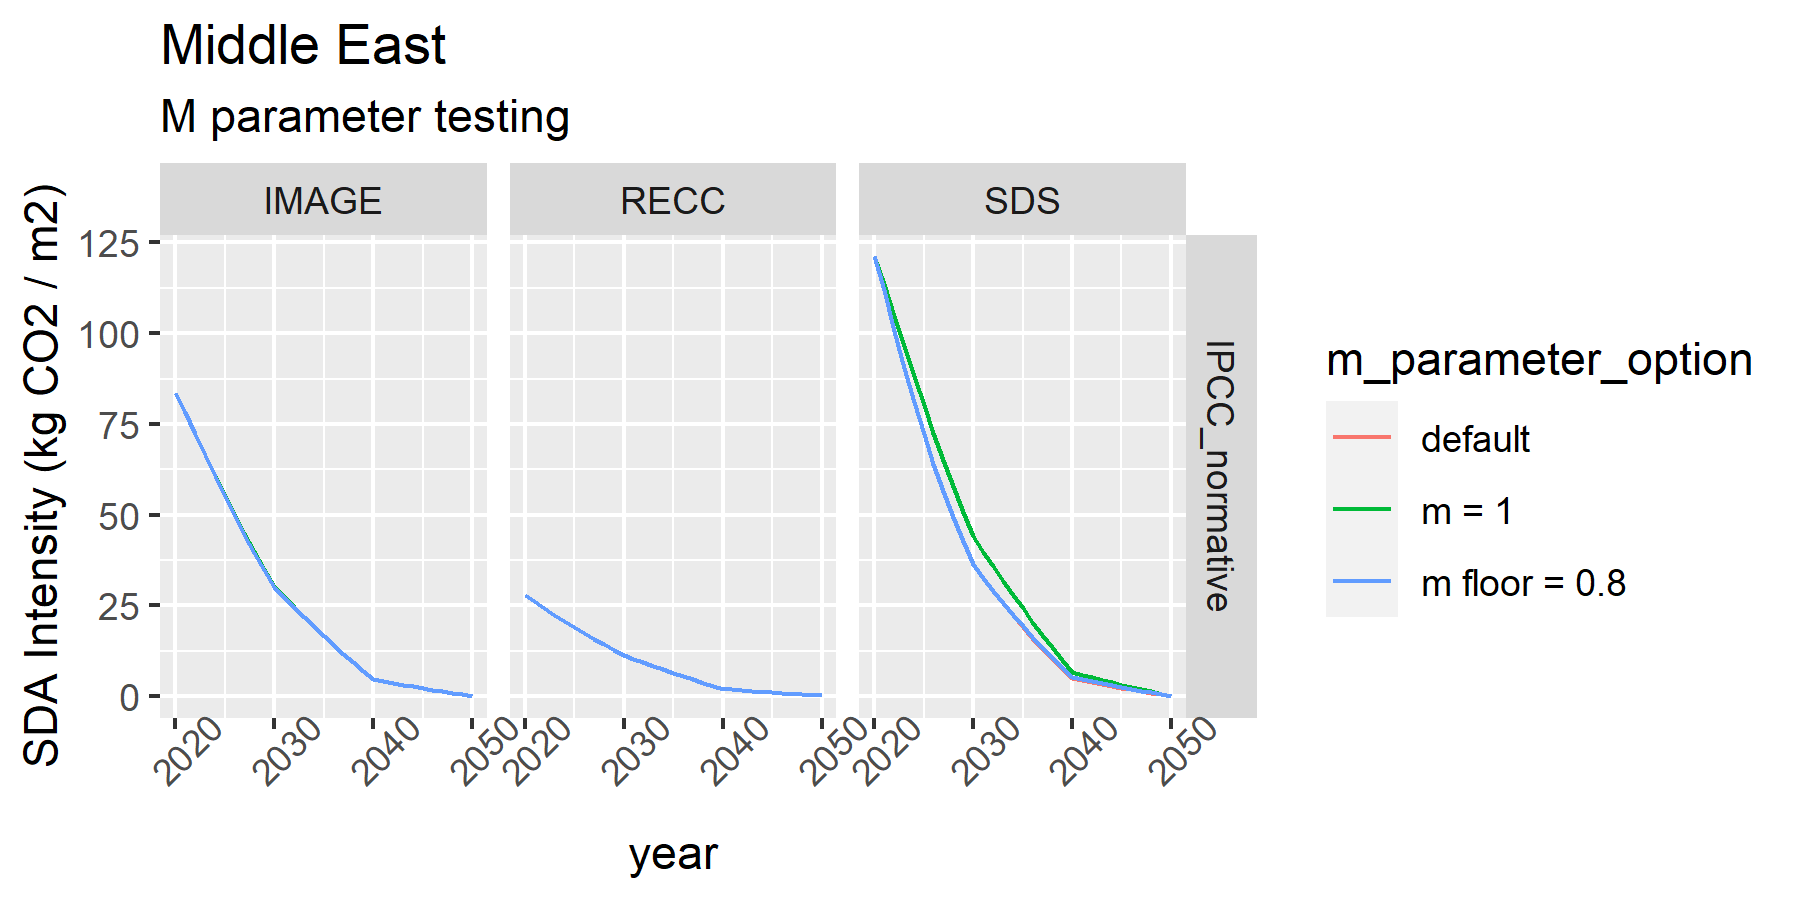 Middle East
M parameter testing
IMAGE
RECC
SDS
IPCC_normative
SDA Intensity (kg CO2 / m2)
125
100
75
50
25
0
2020
2030
2040
2050
2020
2030
2040
2050
2020
2030
2040
2050
year
m_parameter_option
default
m = 1
m floor = 0.8